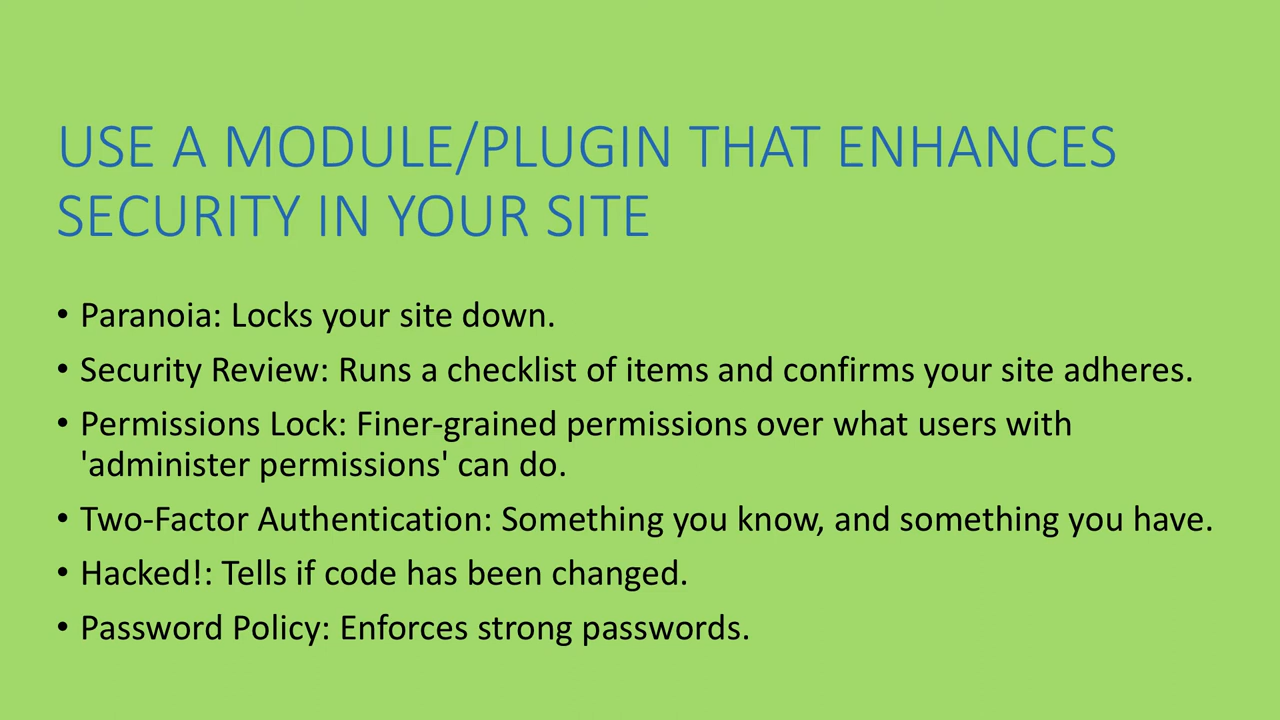 USE A MODULE/PLUGIN THAT ENHANCES
SECURITY IN YOUR SITE
• Paranoia: Locks your site down.
• Security Review: Runs a checklist of items and confirms your site adheres.
• Permissions Lock: Finer-grained permissions over what users with
'administer permissions' can do.
• Two-Factor Authentication: Something you know, and something you have.
• Hacked!: Tells if code has been changed.
• Password Policy: Enforces strong passwords.